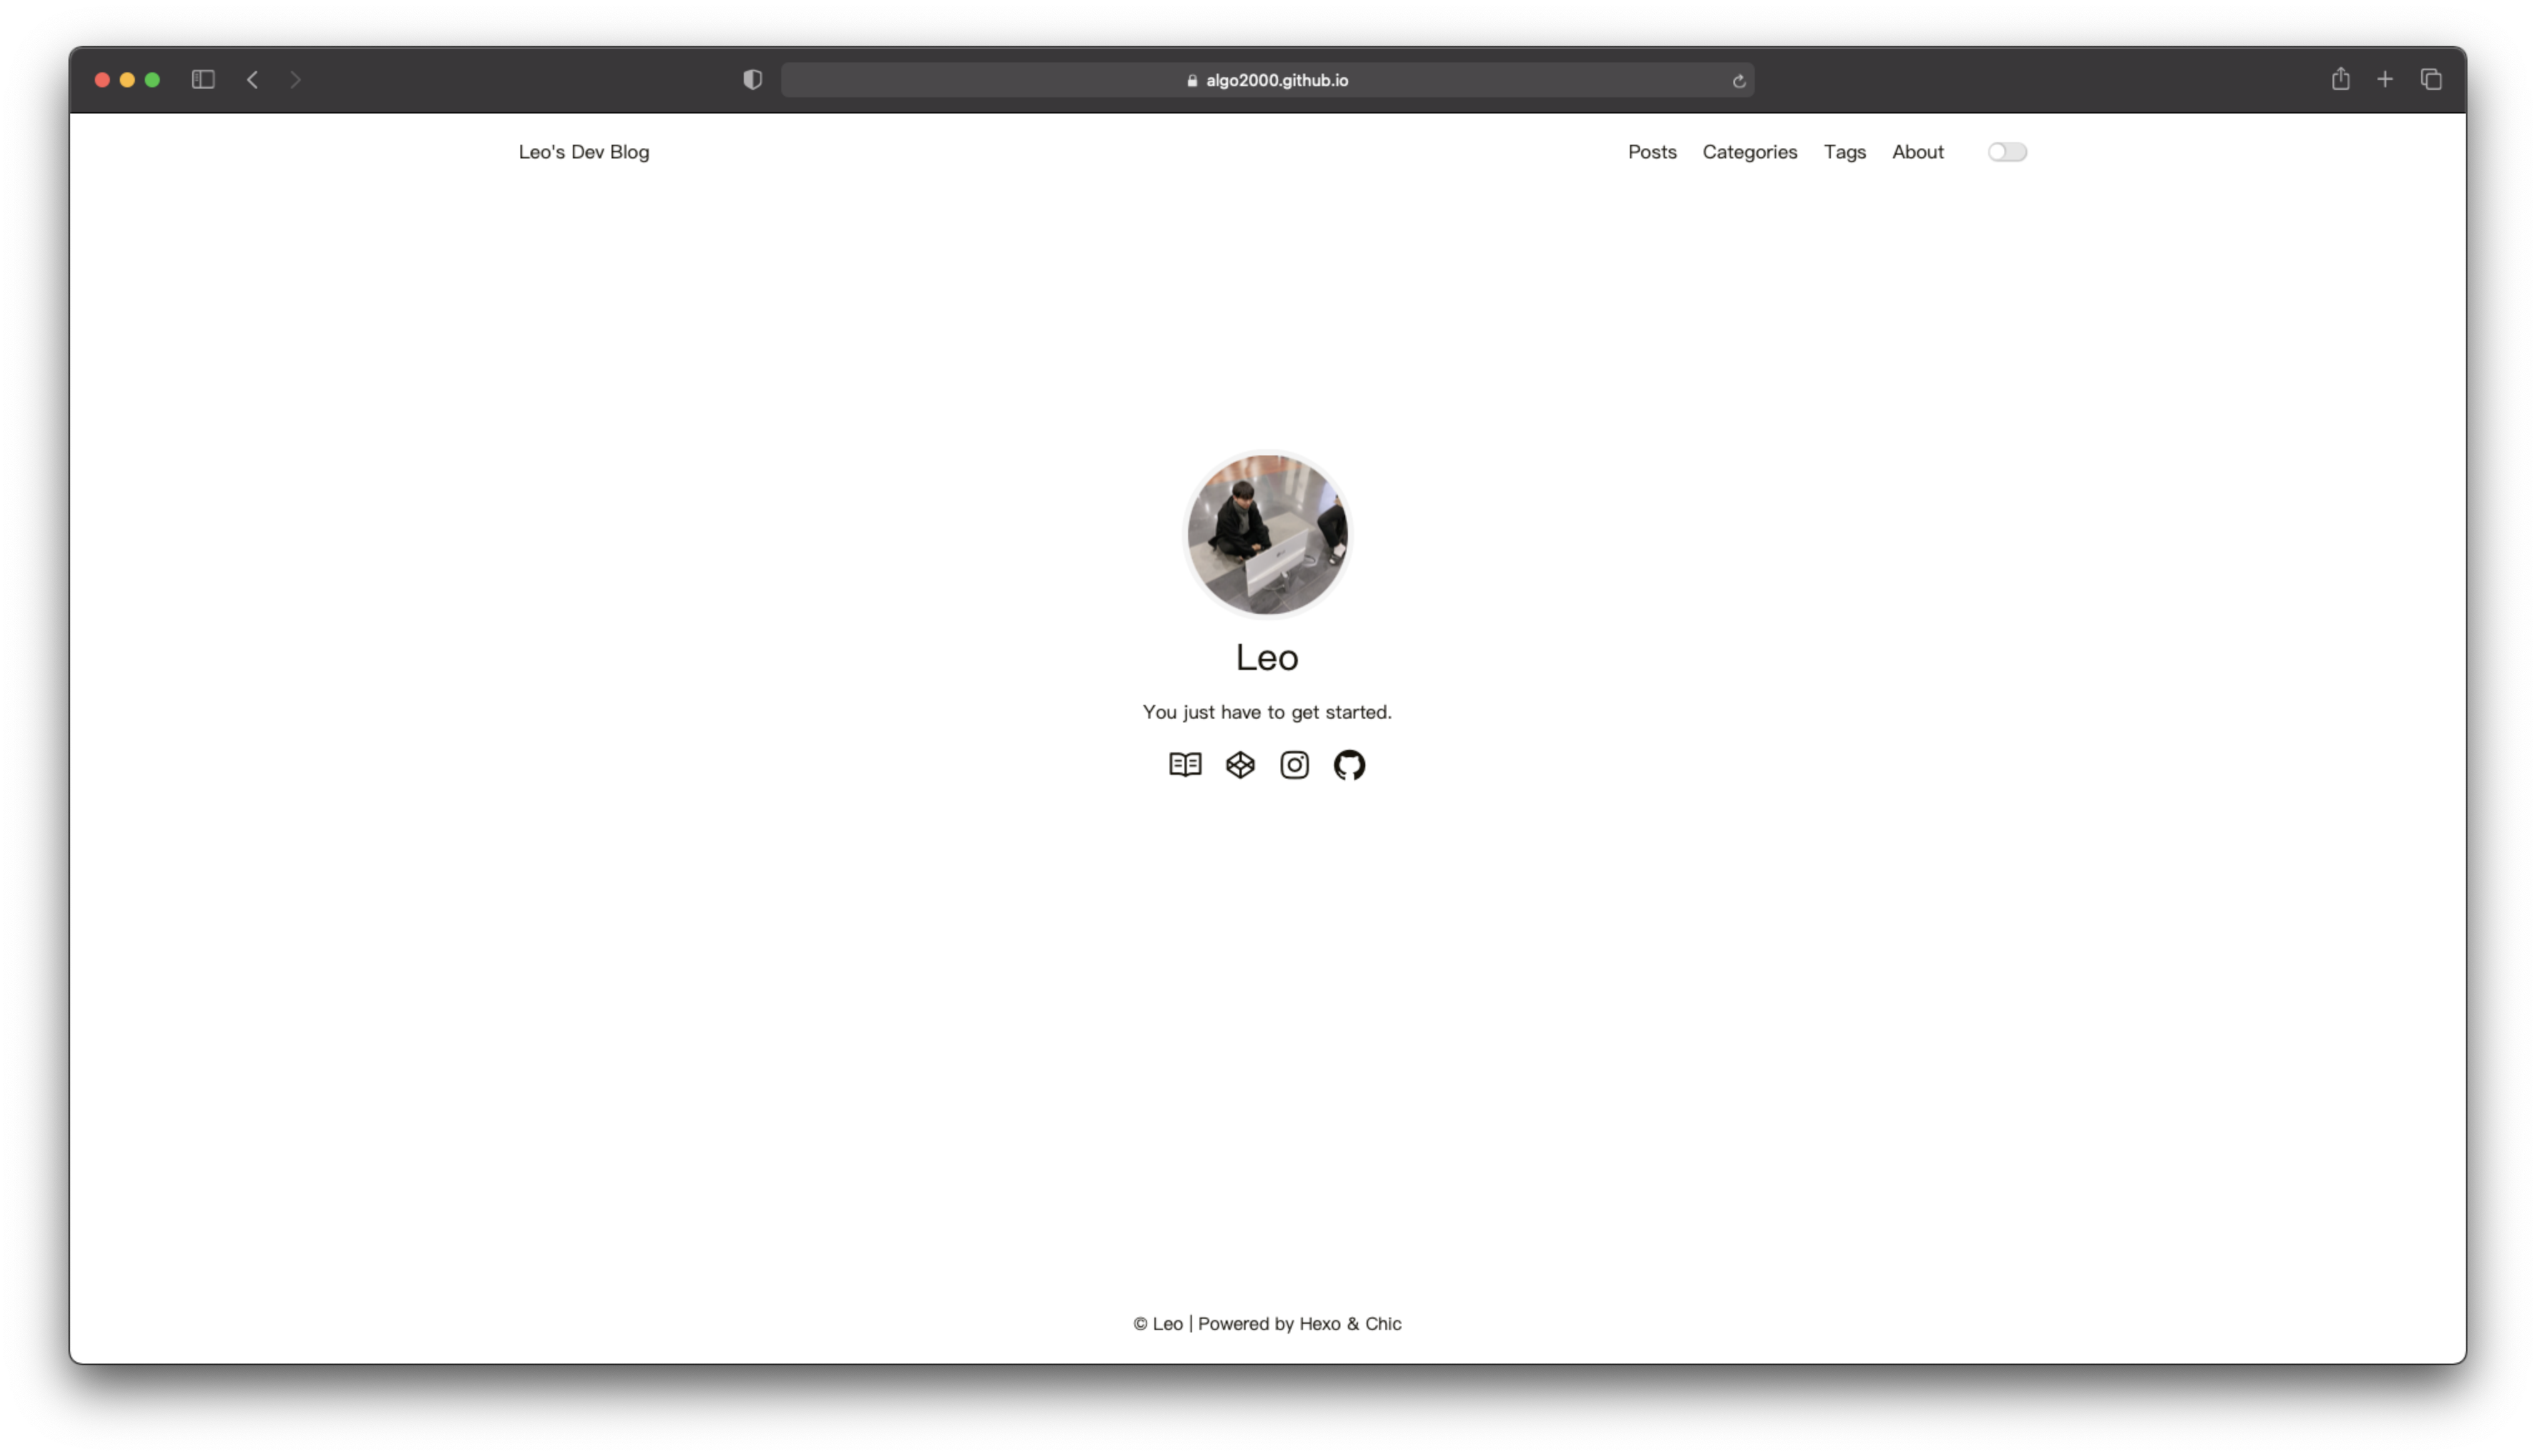 algo2000.github.io
Leo's Dev Blog
Posts Categories Tags About
Leo
You just have to get started.
© Leo | Powered by Hexo & Chic